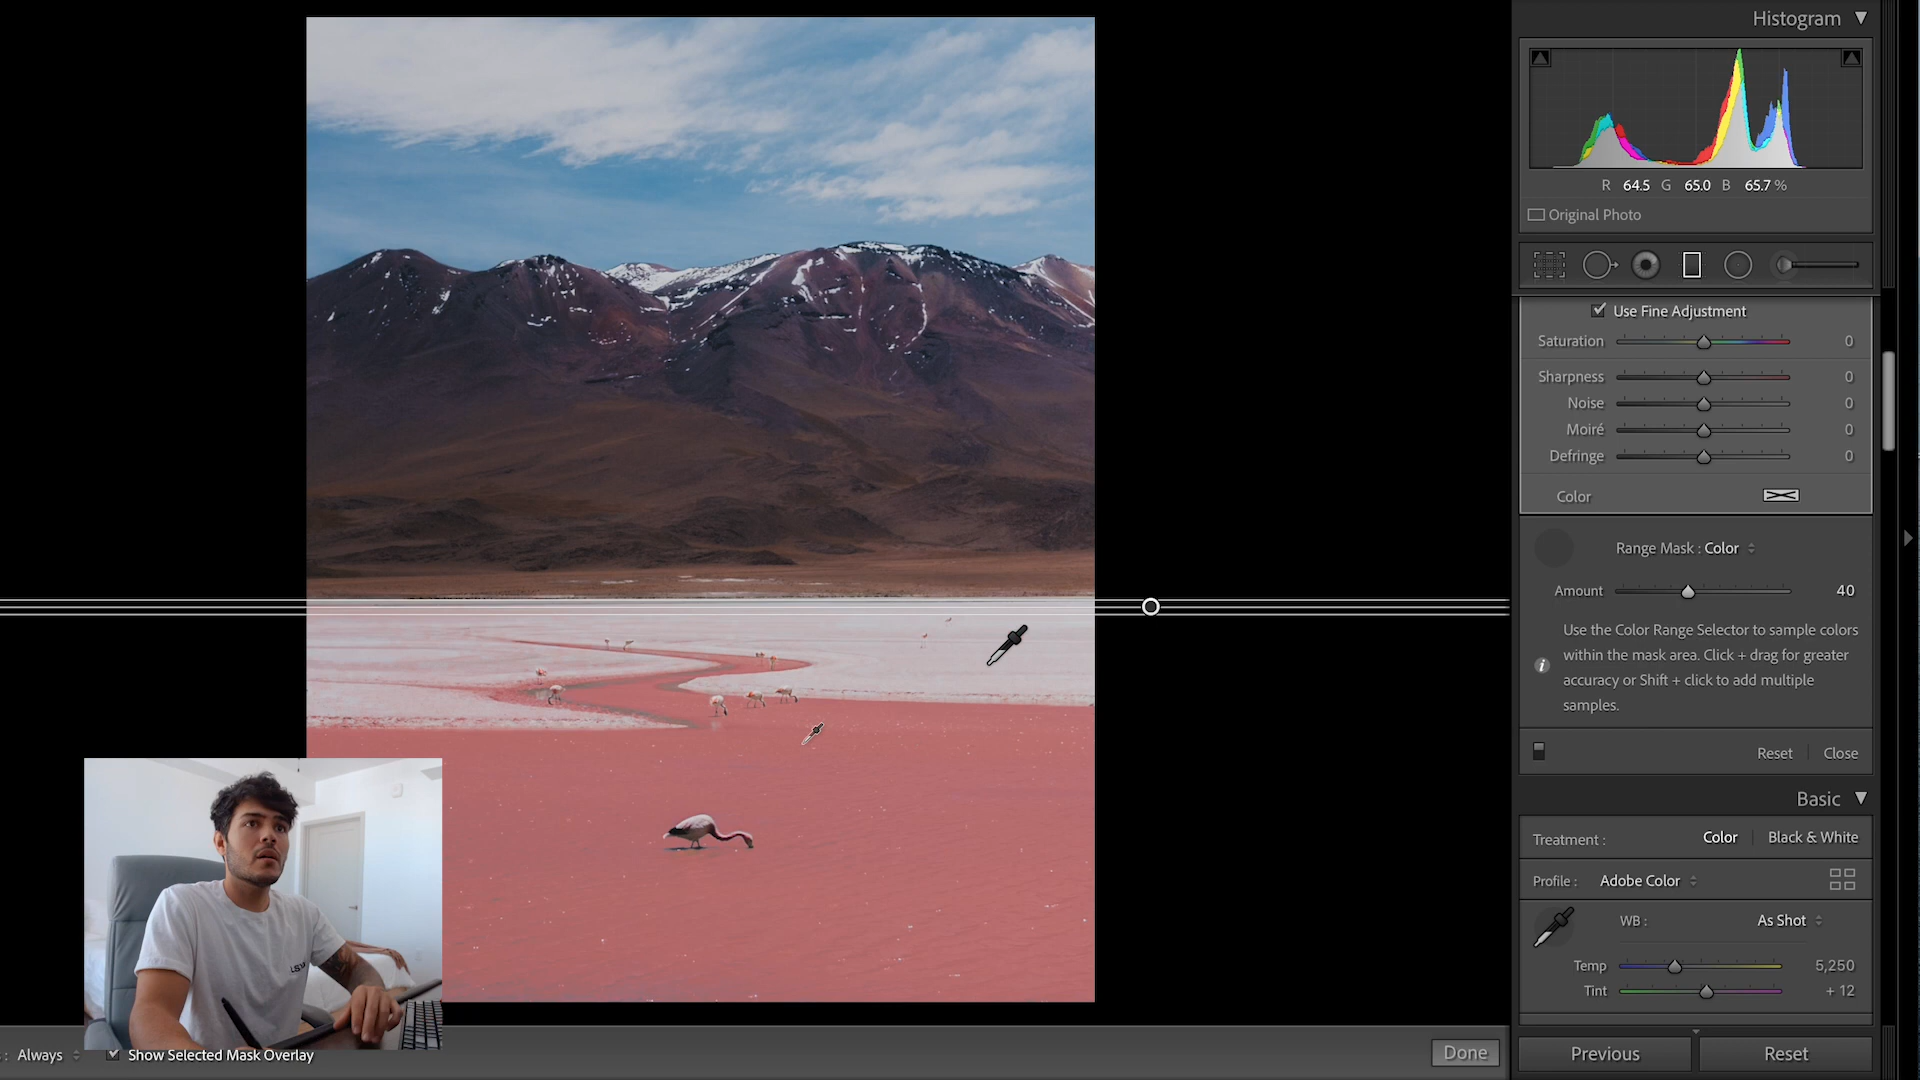 Histogram
R 64.5 G 65.0 B 65.7 %
Original Photo
Use Fine Adjustment
Saturation 0
Sharpness 0
Noise 0
Moiré 0
Defringe 0
Color
Range Mask : Color
Amount 40
Use the Color Range Selector to sample colors
within the mask area. Click + drag for greater
accuracy or Shift + click to add multiple
samples.
Reset Close
Basic
Treatment : Color Black & White
Profile : Adobe Color
WB : As Shot
Temp 5,250
Tint + 12
: Always Show Selected Mask Overlay Done
Previous Reset